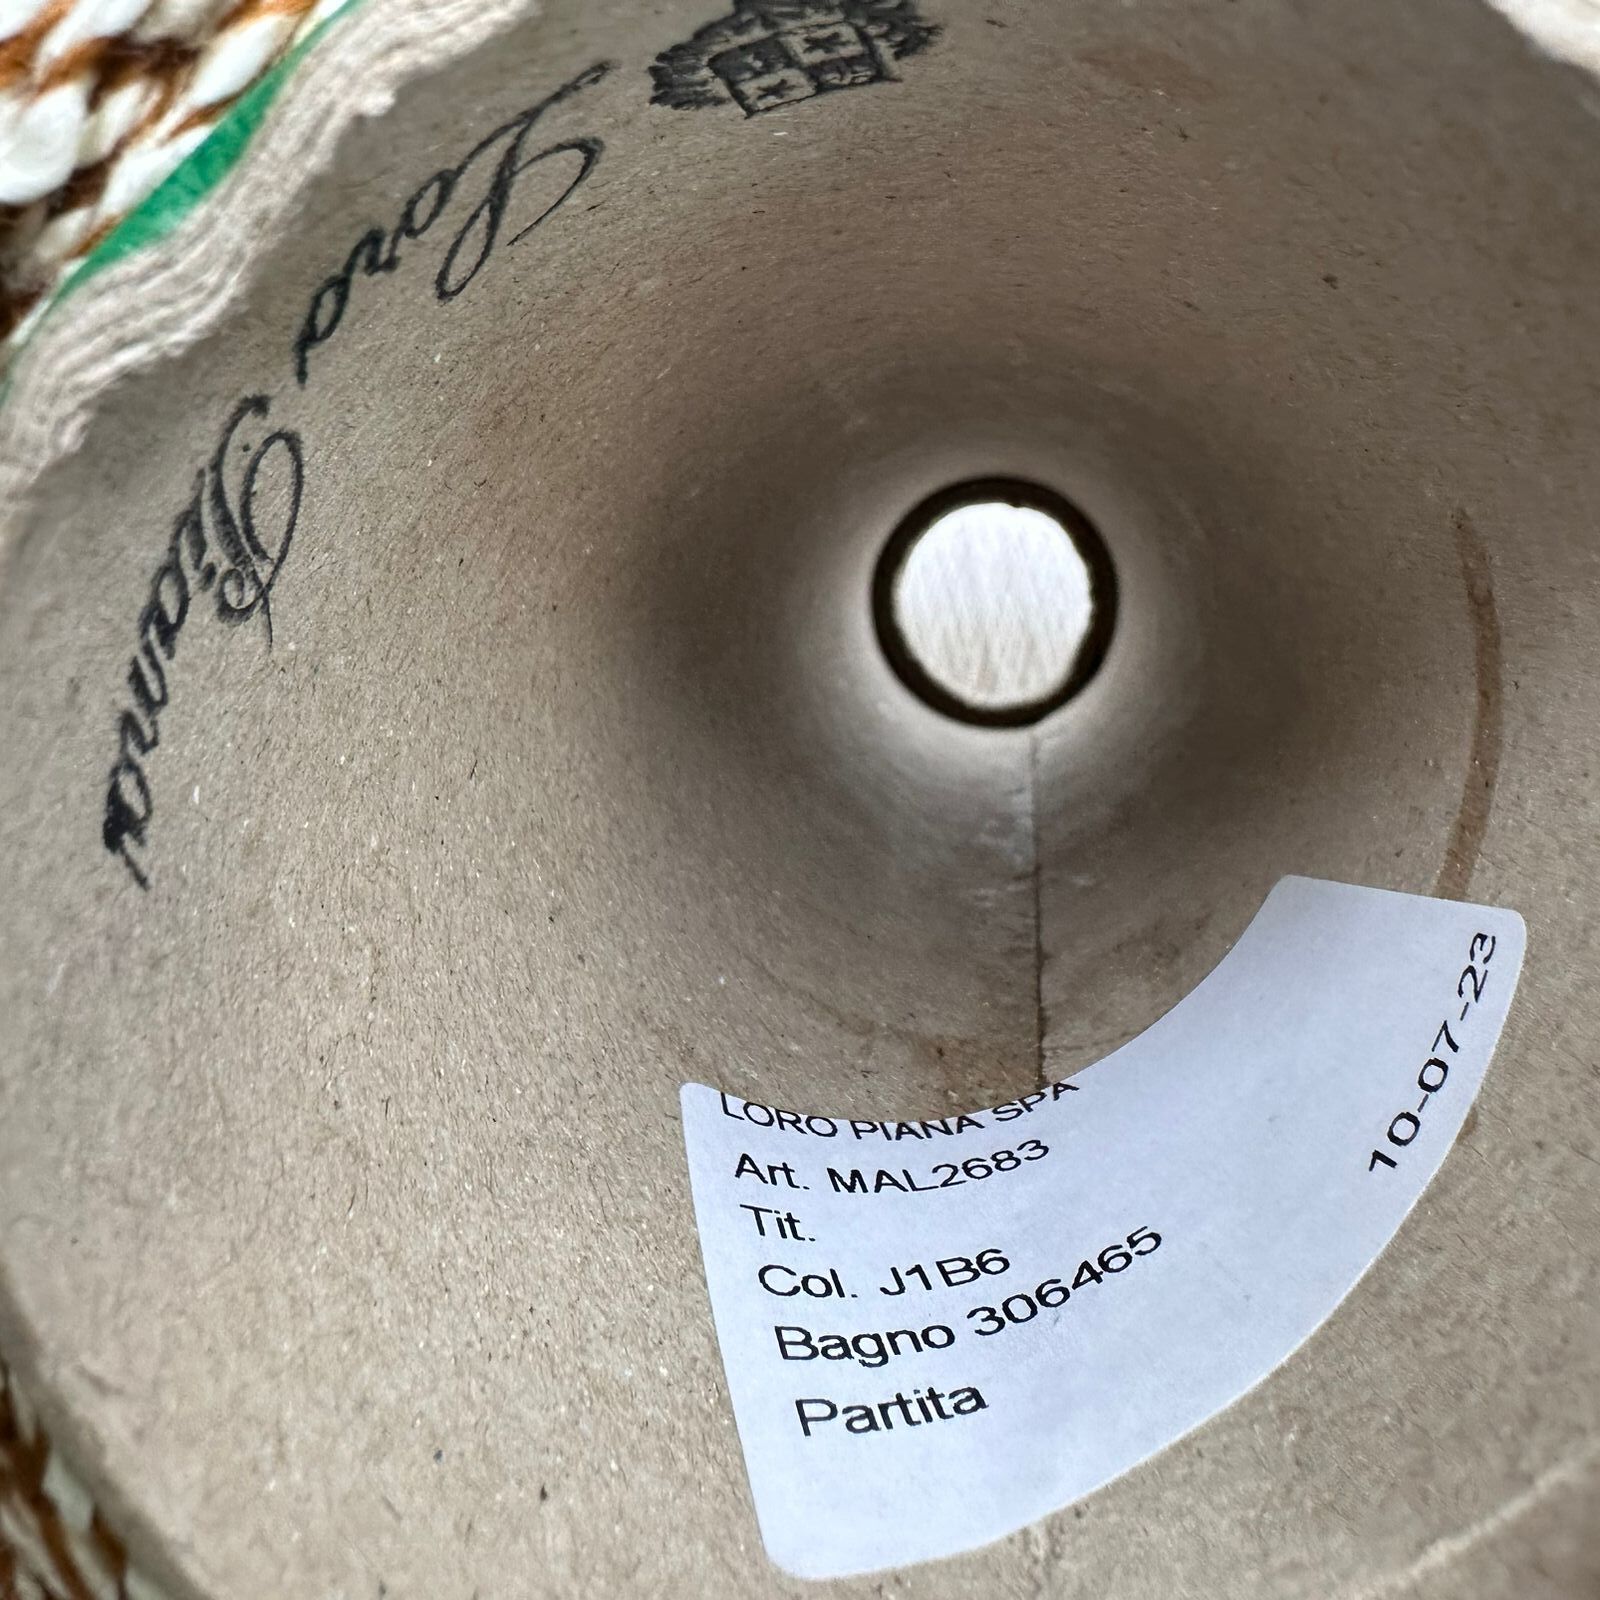 Loro Piana
LORO PIANA SPA
Art. MAL2683
Tit.
Col. J1B6
Bagno 306465
Partita
10-07-23